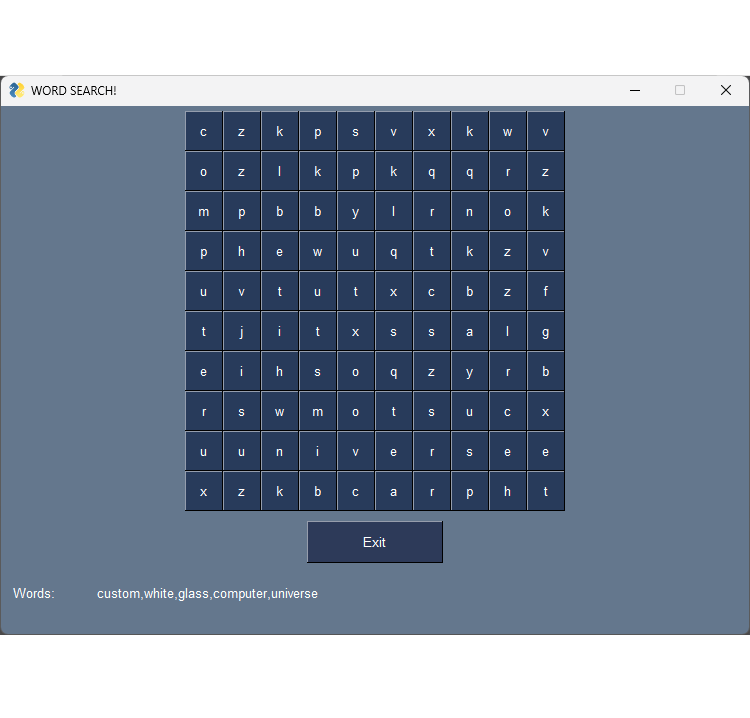 WORD SEARCH!
c z k p s v x k w v
o z l k p k q q r z
m p b b y l r n o k
p h e w u q t k z v
u v t u t x c b z f
t j i t x s s a l g
e i h s o q z y r b
r s w m o t s u c x
u u n i v e r s e e
x z k b c a r p h t
Exit
Words: custom,white,glass,computer,universe